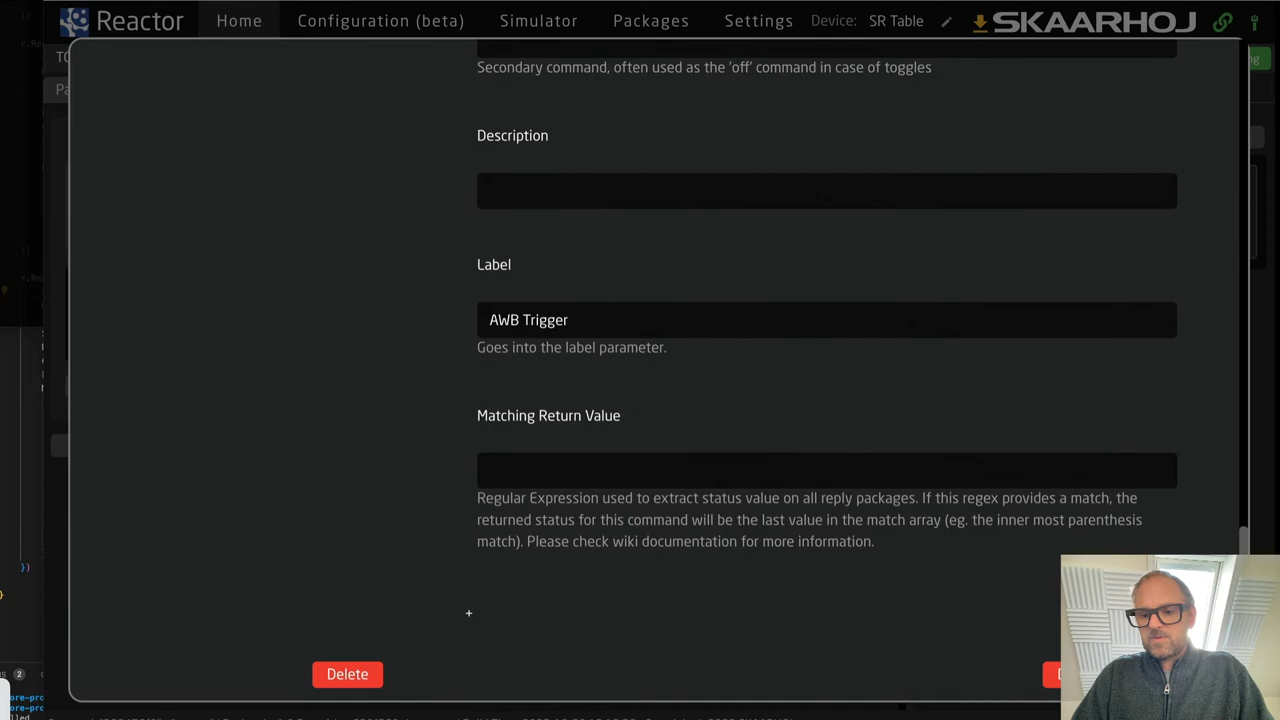 Reactor
Home
Configuration (beta)
Simulator
Packages
Settings
Device: SR Table
SKAARHOJ
Secondary command, often used as the 'off' command in case of toggles
Description
Label
AWB Trigger
Goes into the label parameter.
Matching Return Value
Regular Expression used to extract status value on all reply packages. If this regex provides a match, the
returned status for this command will be the last value in the match array (eg. the inner most parenthesis
match). Please check wiki documentation for more information.
+
})
}
2
Delete
ore-pro
lled